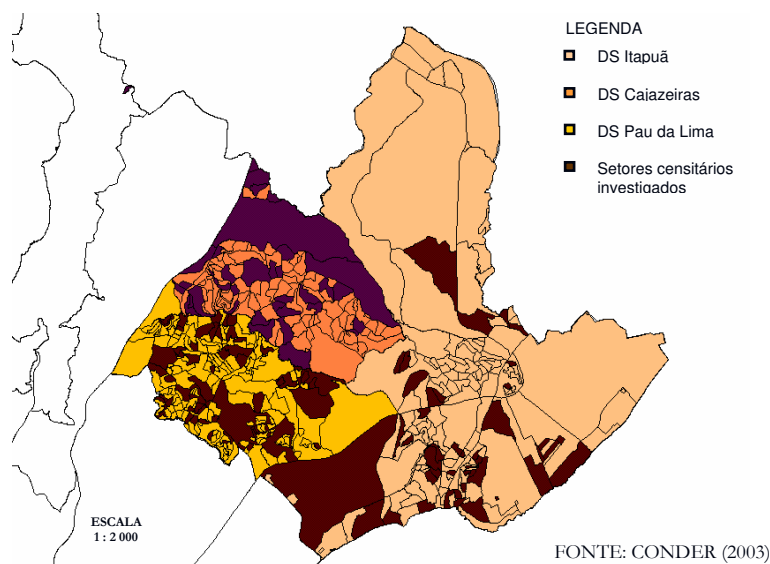 LEGENDA
DS Itapuã
DS Cajazeiras
DS Pau da Lima
Setores censitários
investigados
ESCALA
1 : 2 000
FONTE: CONDER (2003)